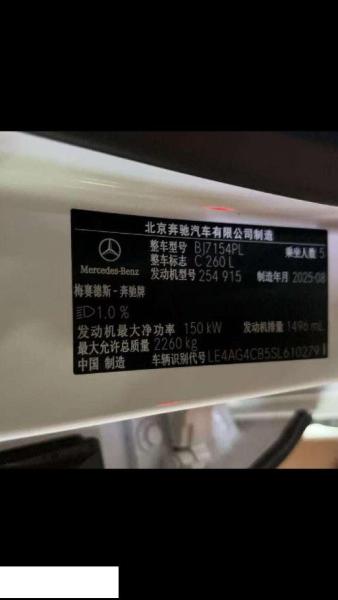 北京奔驰汽车有限公司制造
整车型号 BJ7154PL 乘坐人数 5
整车标志 C 260 L
发动机型号 254 915 制造年月 2025-08
Mercedes-Benz
梅赛德斯-奔驰牌
1.0 %
发动机最大净功率 150 kW 发动机排量 1496 mL
最大允许总质量 2260 kg
中国 制造 车辆识别代号 LE4AG4CB5SL610279